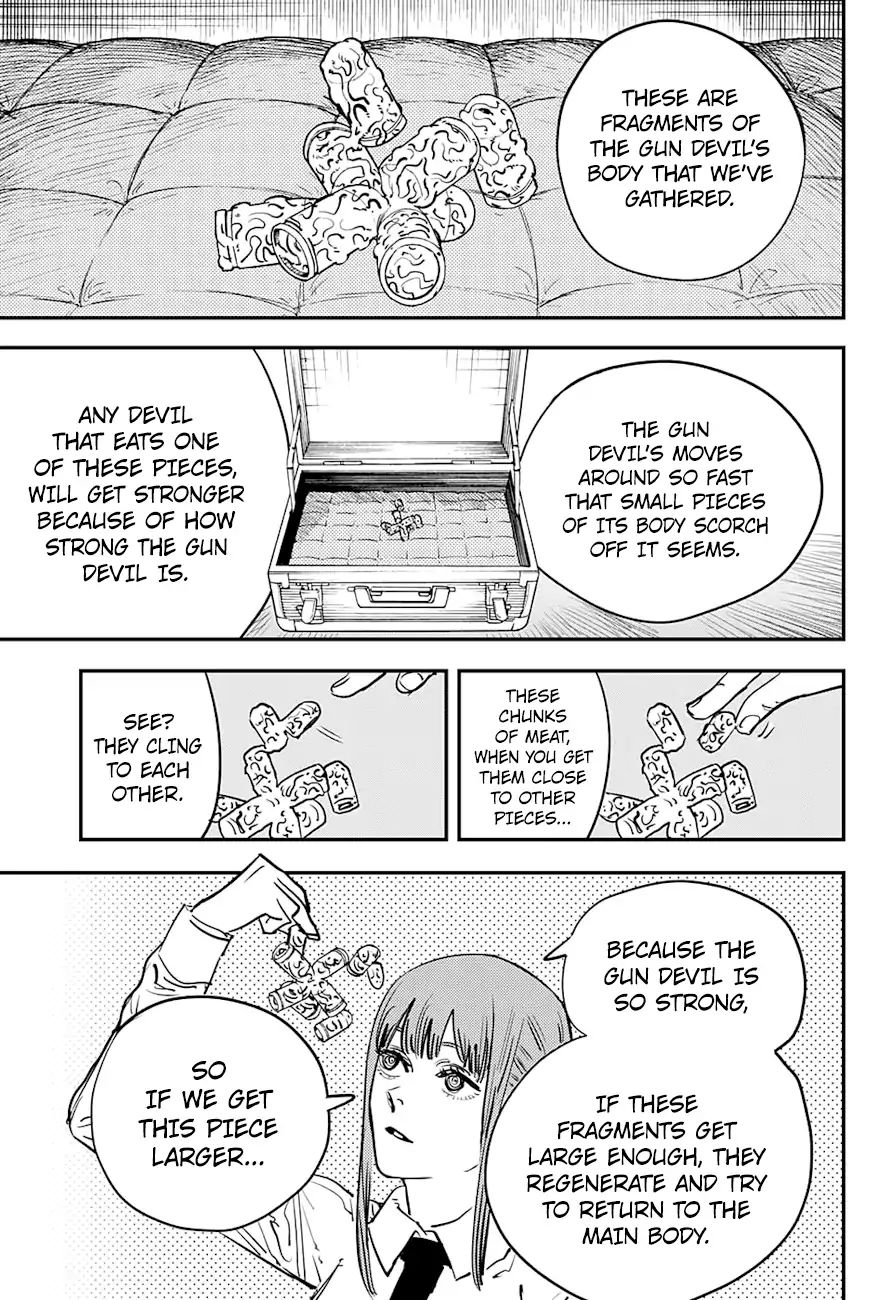 THESE ARE
FRAGMENTS OF
THE GUN DEVIL'S
BODY THAT WE'VE
GATHERED.
THE GUN
DEVIL'S MOVES
AROUND SO FAST
THAT SMALL PIECES
OF ITS BODY SCORCH
OFF IT SEEMS.
ANY DEVIL
THAT EATS ONE
OF THESE PIECES,
WILL GET STRONGER
BECAUSE OF HOW
STRONG THE GUN
DEVIL IS.
THESE
CHUNKS
OF MEAT,
WHEN YOU GET
THEM CLOSE
TO OTHER
PIECES...
SEE?
THEY CLING
TO EACH
OTHER.
BECAUSE THE
GUN DEVIL IS
SO STRONG,
IF THESE
FRAGMENTS GET
LARGE ENOUGH, THEY
REGENERATE AND TRY
TO RETURN TO THE
MAIN BODY.
SO
IF WE GET
THIS PIECE
LARGER...